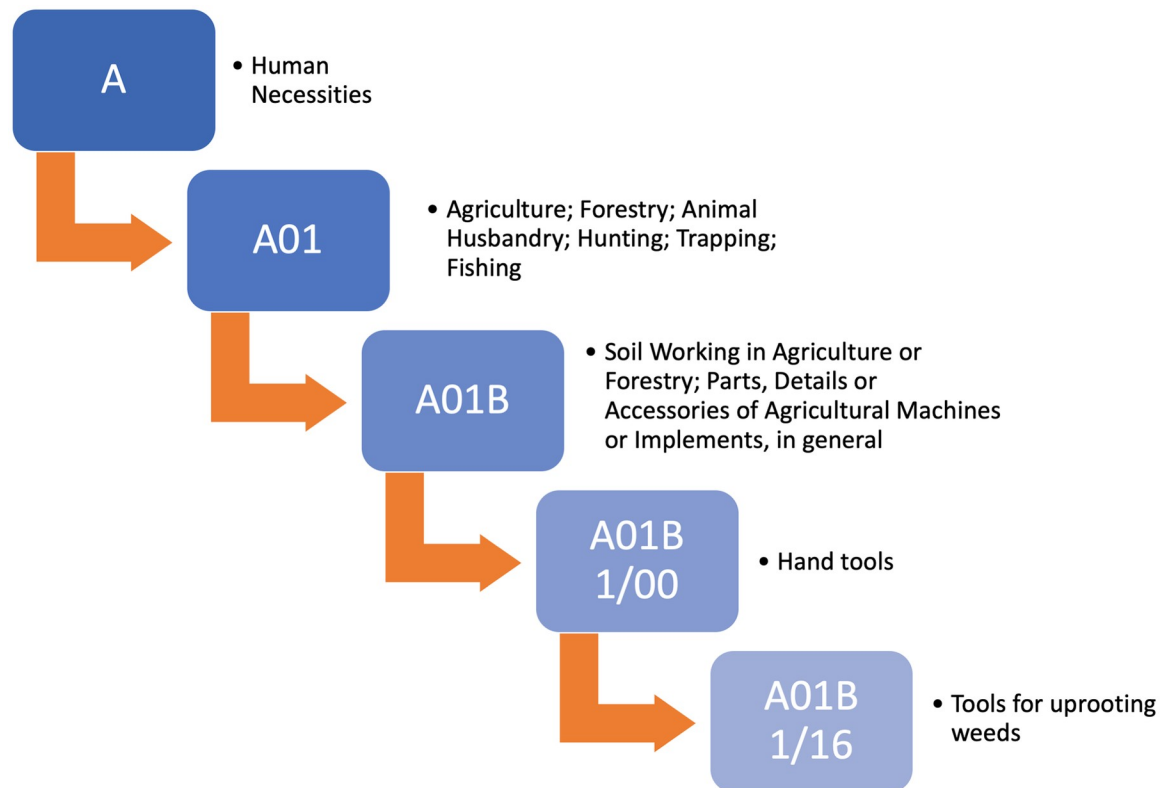 A
• Human
Necessities
A01
• Agriculture; Forestry; Animal
Husbandry; Hunting; Trapping;
Fishing
A01B
• Soil Working in Agriculture or
Forestry; Parts, Details or
Accessories of Agricultural Machines
or Implements, in general
A01B
1/00
• Hand tools
A01B
1/16
• Tools for uprooting
weeds